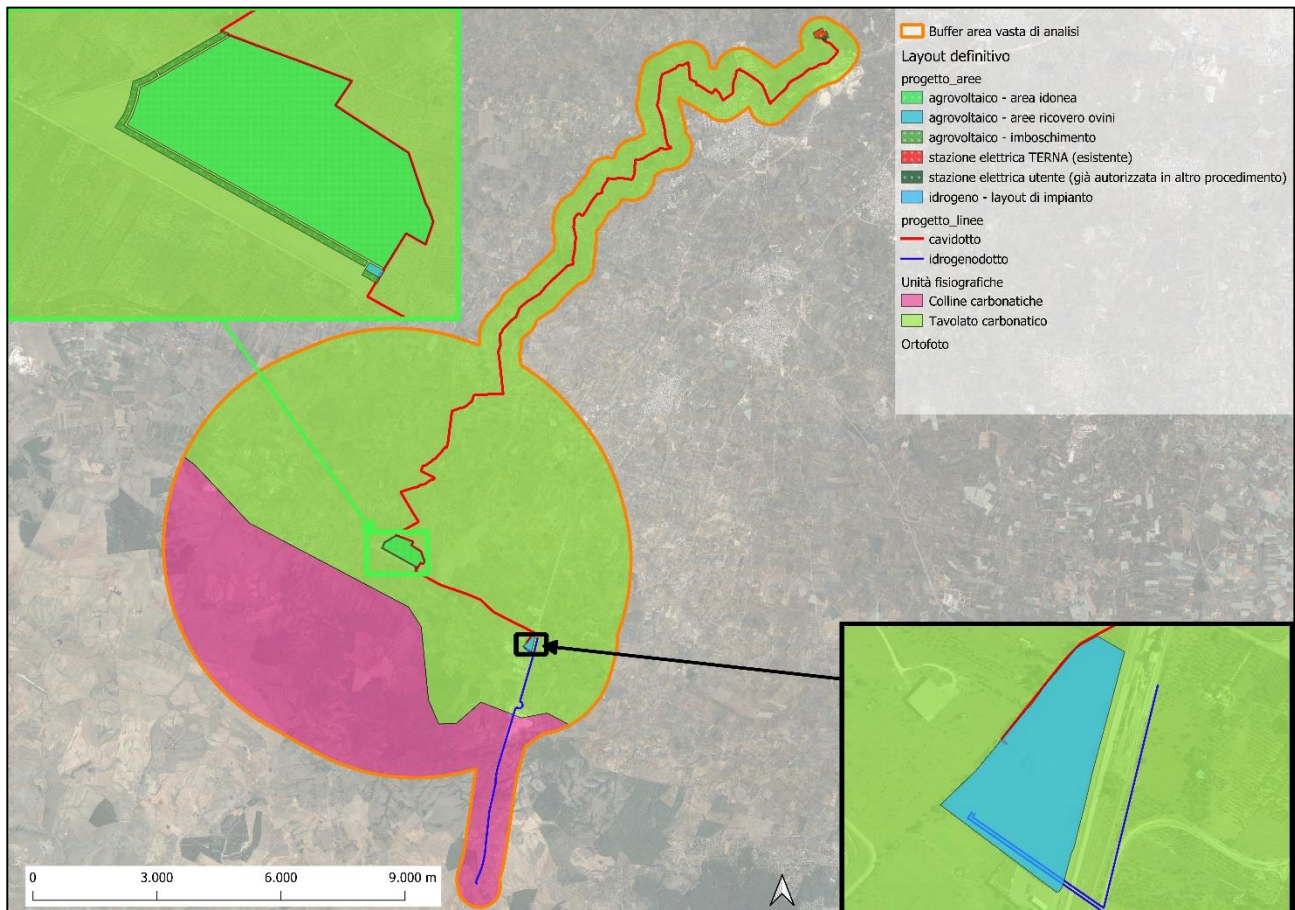 Buffer area vasta di analisi
Layout definitivo
progetto_aree
agrovoltaico - area idonea
agrovoltaico - aree ricovero ovini
agrovoltaico - imboschimento
stazione elettrica TERNA (esistente)
stazione elettrica utente (già autorizzata in altro procedimento)
idrogeno - layout di impianto
progetto_linee
cavidotto
idrogenodotto
Unità fisiografiche
Colline carbonatiche
Tavolato carbonatico
Ortofoto
0 3.000 6.000 9.000 m